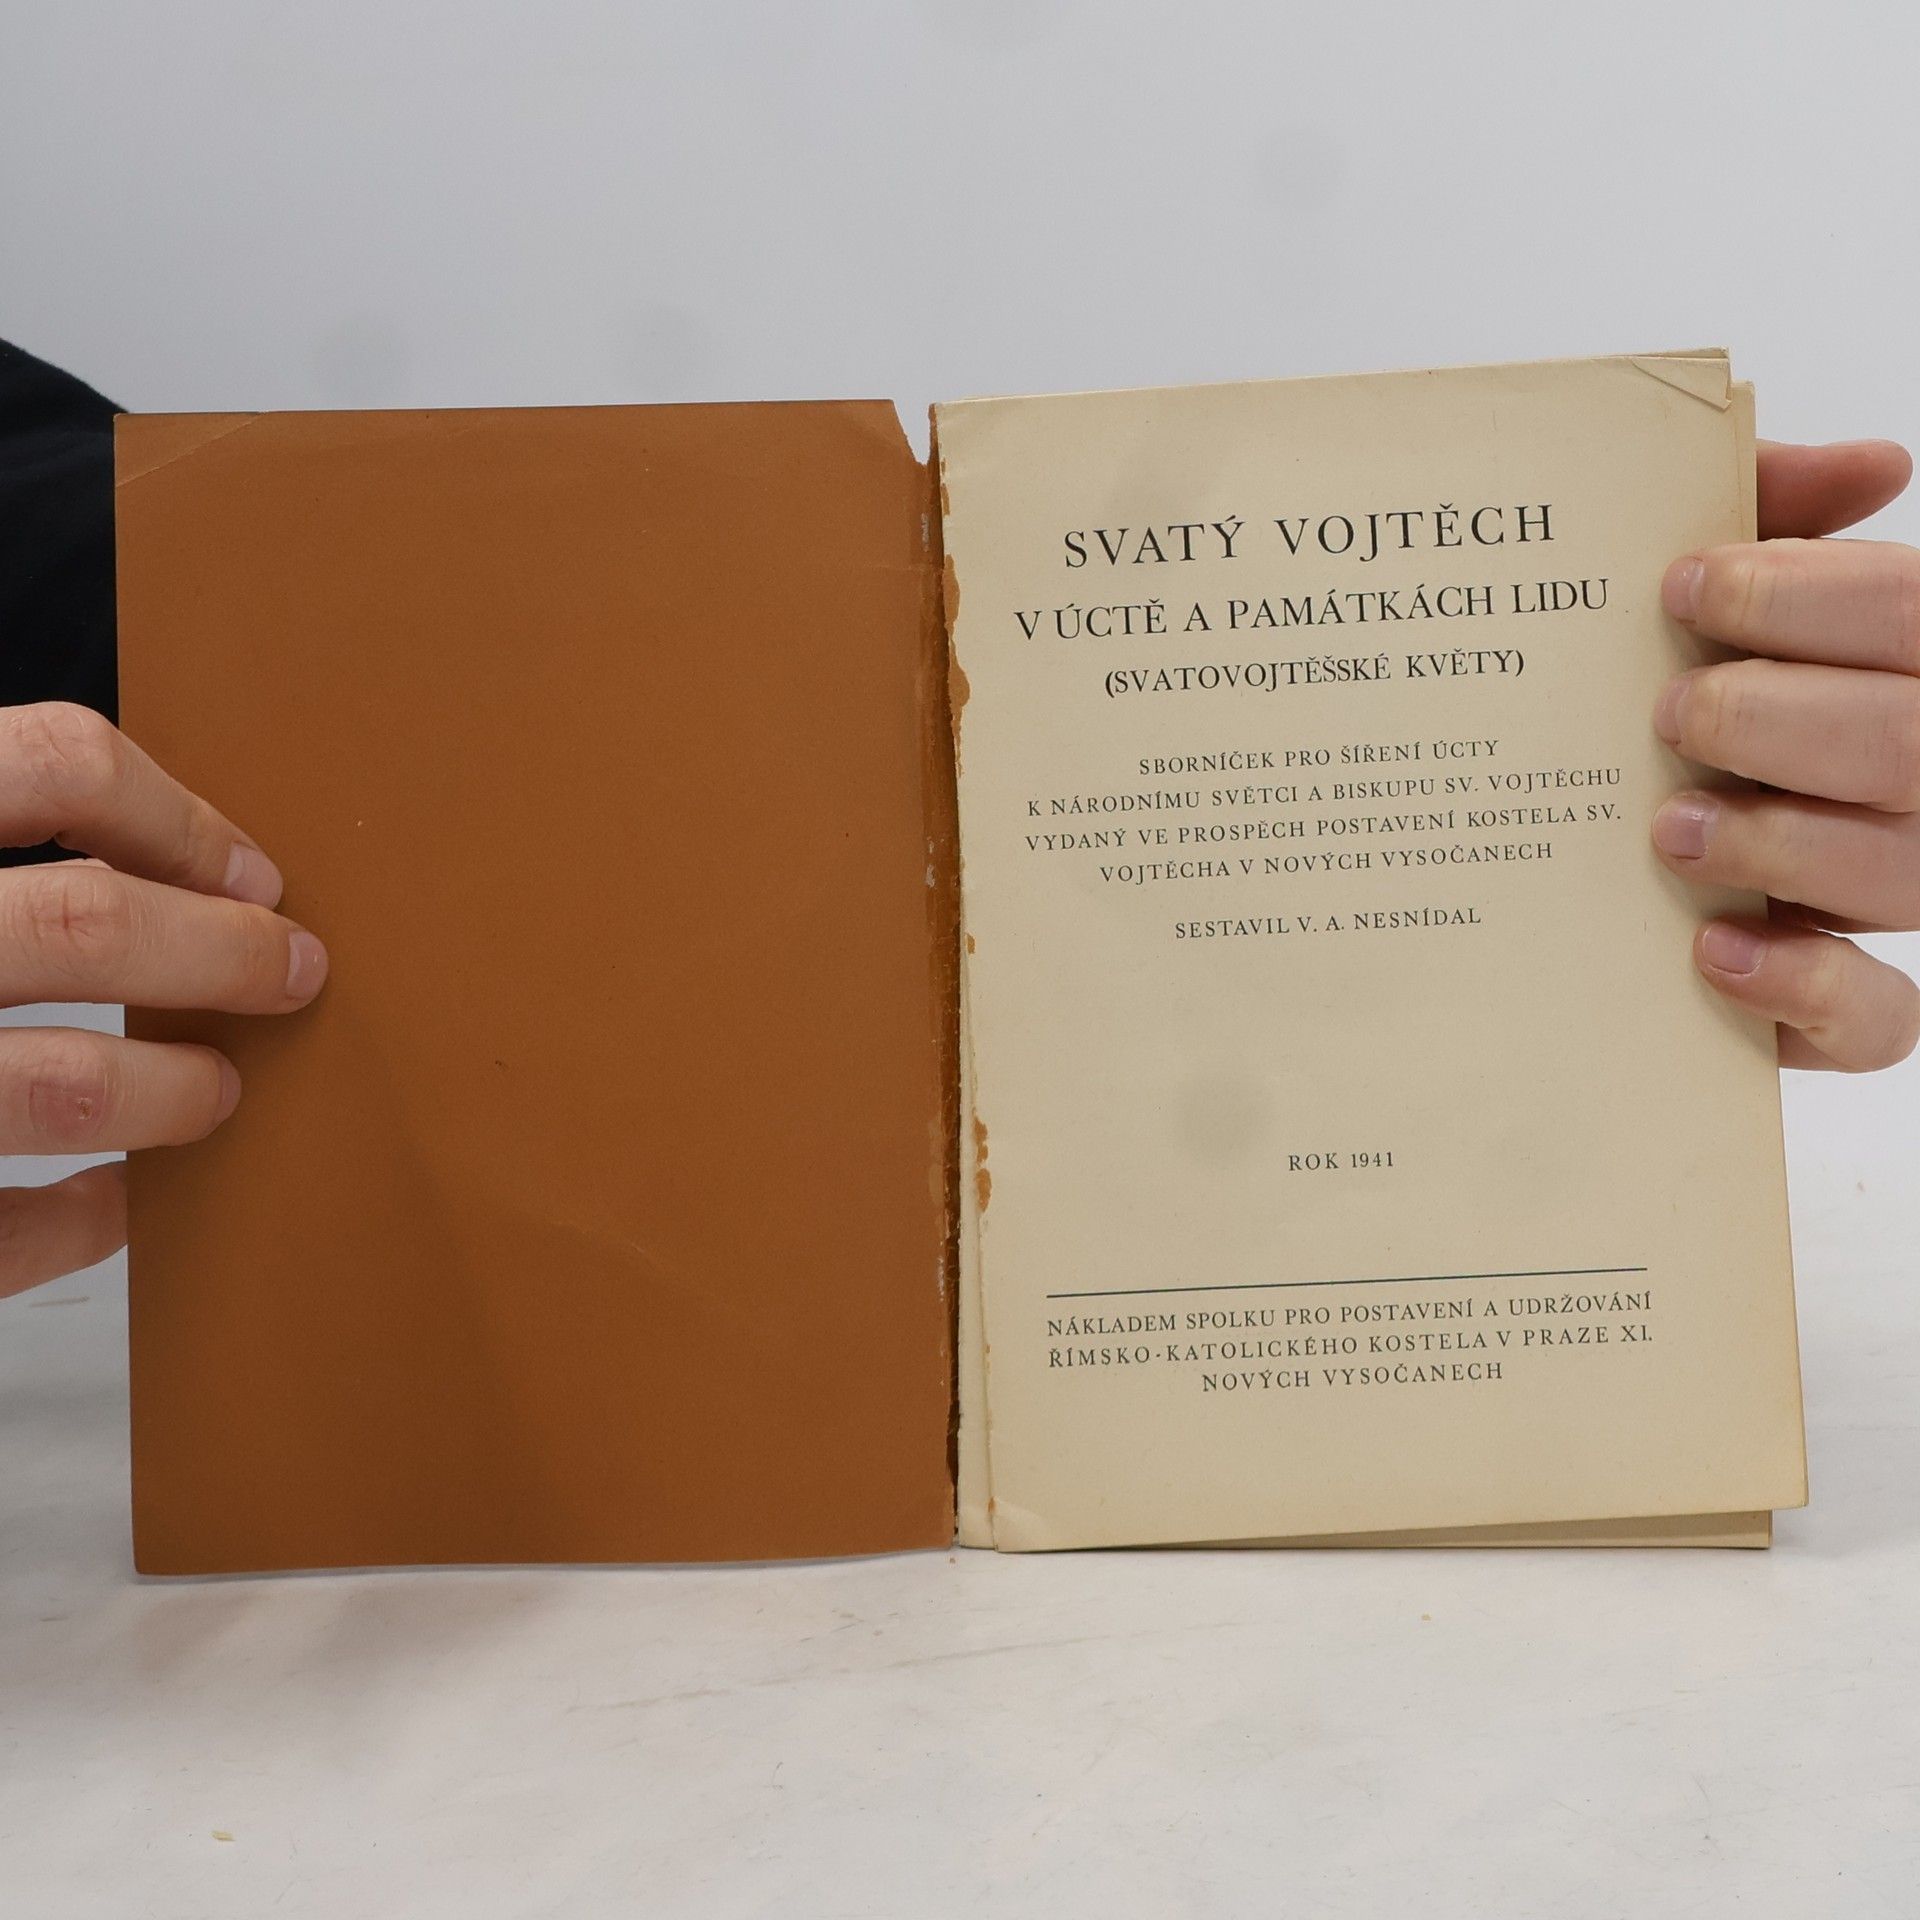 SVATÝ VOJTĚCH
V ÚCTĚ A PAMÁTKÁCH LIDU
(SVATOVOJTĚŠSKÉ KVĚTY)
SBORNÍČEK PRO ŠÍŘENÍ ÚCTY
K NÁRODNÍMU SVĚTCI A BISKUPU SV. VOJTĚCHU
VYDANÝ VE PROSPĚCH POSTAVENÍ KOSTELA SV.
VOJTĚCHA V NOVÝCH VYSOČANECH
SESTAVIL V. A. NESNÍDAL
ROK 1941
NÁKLADEM SPOLKU PRO POSTAVENÍ A UDRŽOVÁNÍ
ŘÍMSKO-KATOLICKÉHO KOSTELA V PRAZE XI.
NOVÝCH VYSOČANECH